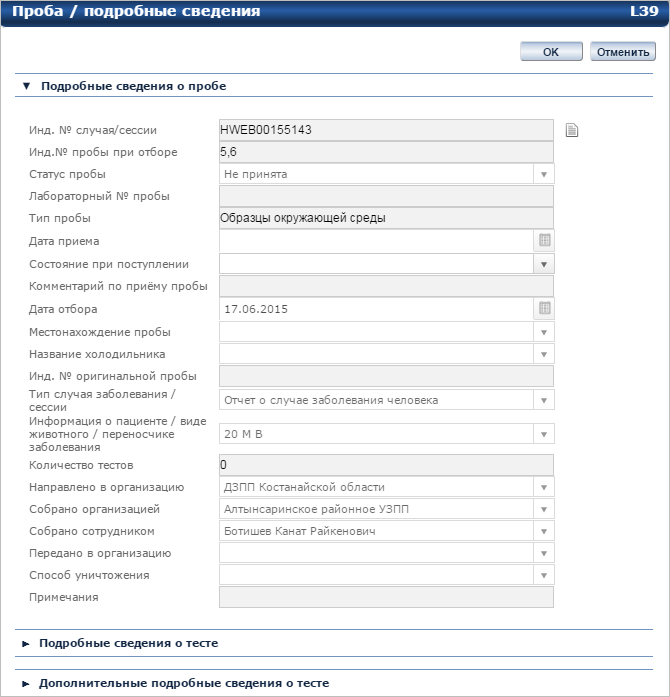 Проба / подробные сведения L39
OK Отменить
Подробные сведения о пробе
Инд. № случая/сессии HWEB00155143
Инд.№ пробы при отборе 5,6
Статус пробы Не принята
Лабораторный № пробы
Тип пробы Образцы окружающей среды
Дата приема
Состояние при поступлении
Комментарий по приёму пробы
Дата отбора 17.06.2015
Местонахождение пробы
Название холодильника
Инд. № оригинальной пробы
Тип случая заболевания /
сессии Отчет о случае заболевания человека
Информация о пациенте / виде
животного / переносчике 20 М В
заболевания
Количество тестов 0
Направлено в организацию ДЗПП Костанайской области
Собрано организацией Алтынсаринское районное УЗПП
Собрано сотрудником Ботишев Канат Райкенович
Передано в организацию
Способ уничтожения
Примечания
Подробные сведения о тесте
Дополнительные подробные сведения о тесте